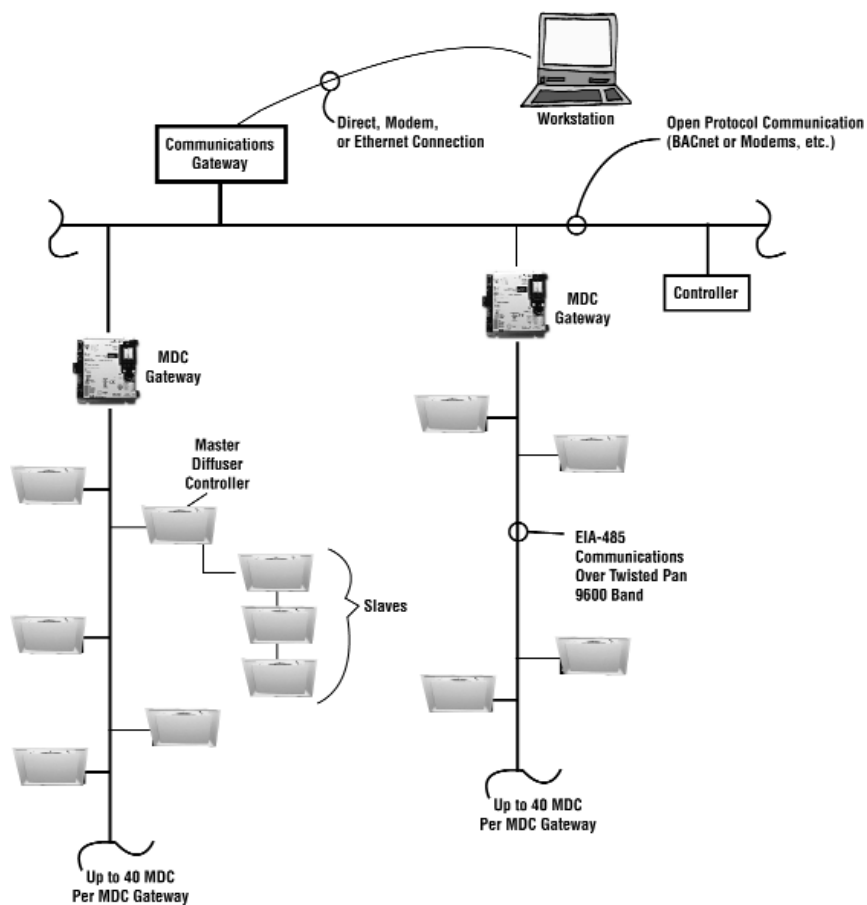 Workstation
Direct, Modem,
or Ethernet Connection
Communications
Gateway
Open Protocol Communication
(BACnet or Modems, etc.)
MDC
Gateway
Controller
MDC
Gateway
Master
Diffuser
Controller
Slaves
EIA-485
Communications
Over Twisted Pan
9600 Band
Up to 40 MDC
Per MDC Gateway
Up to 40 MDC
Per MDC Gateway